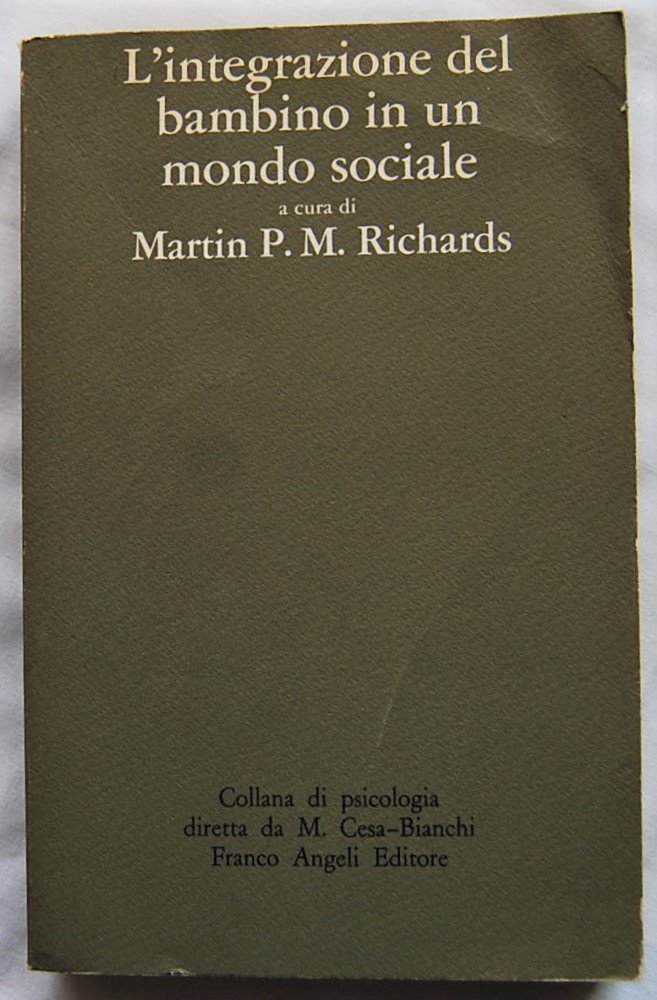 L'integrazione del
bambino in un
mondo sociale
a cura di
Martin P. M. Richards
Collana di psicologia
diretta da M. Cesa–Bianchi
Franco Angeli Editore